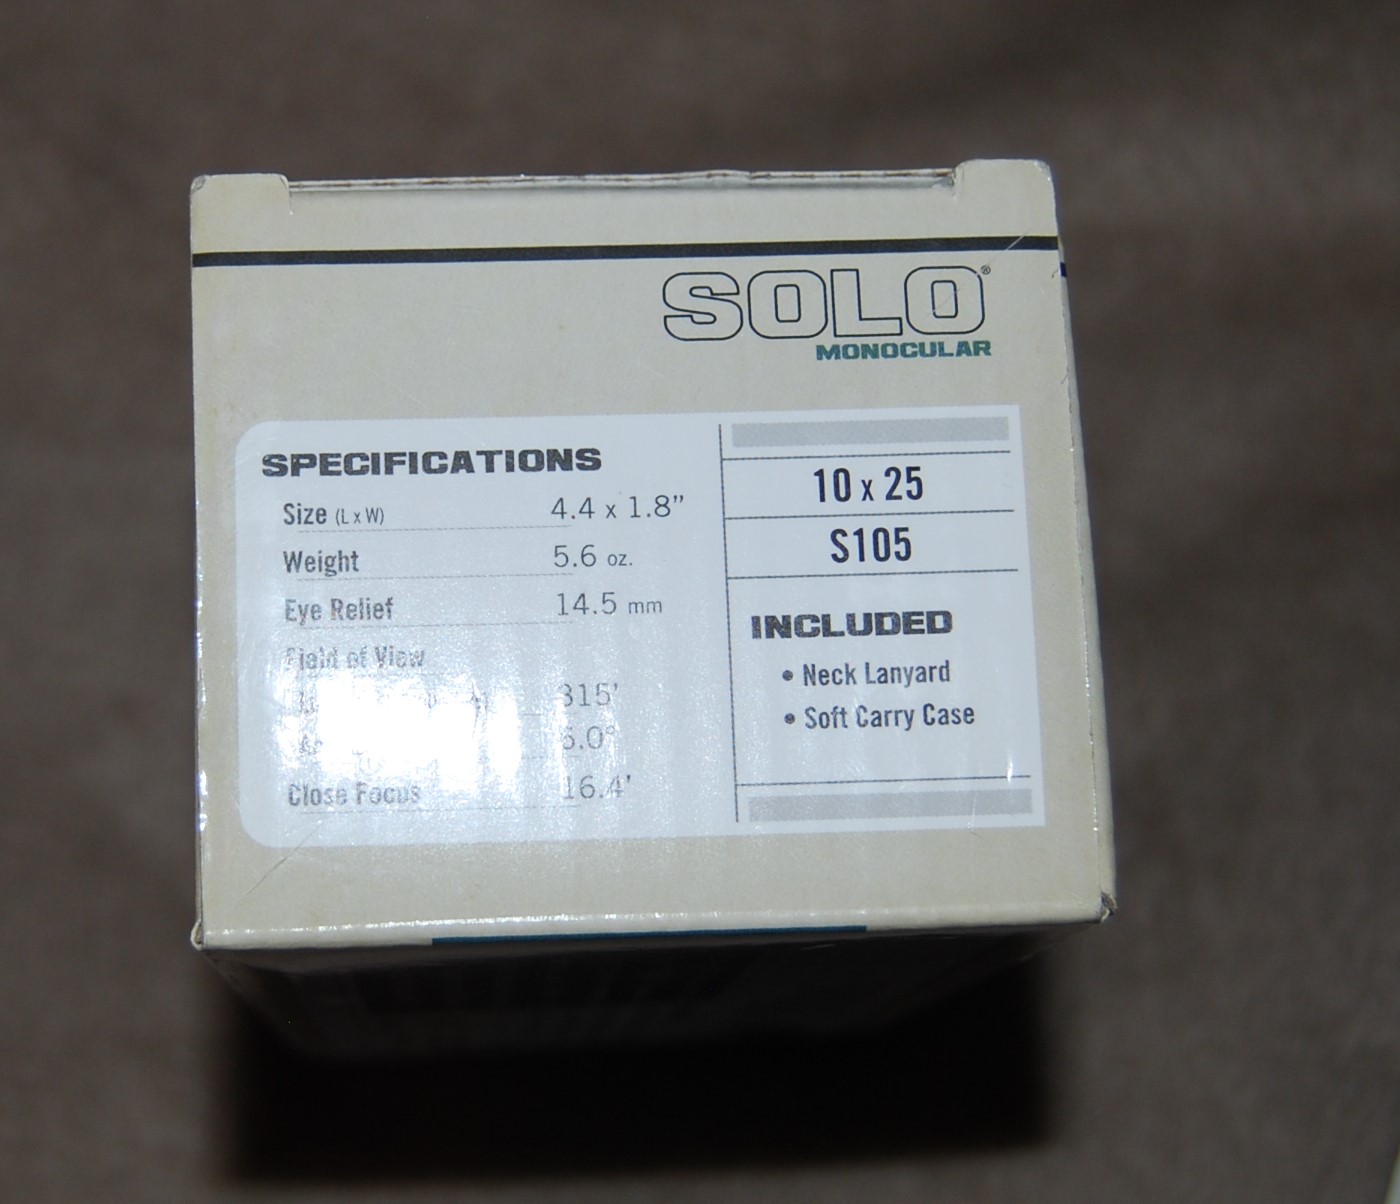 SOLO®
MONOCULAR
SPECIFICATIONS
Size (L x W) 4.4 x 1.8”
Weight 5.6 oz.
Eye Relief 14.5 mm
Field of View
315'
6.0°
Close Focus 16.4'
10 x 25
S105
INCLUDED
• Neck Lanyard
• Soft Carry Case